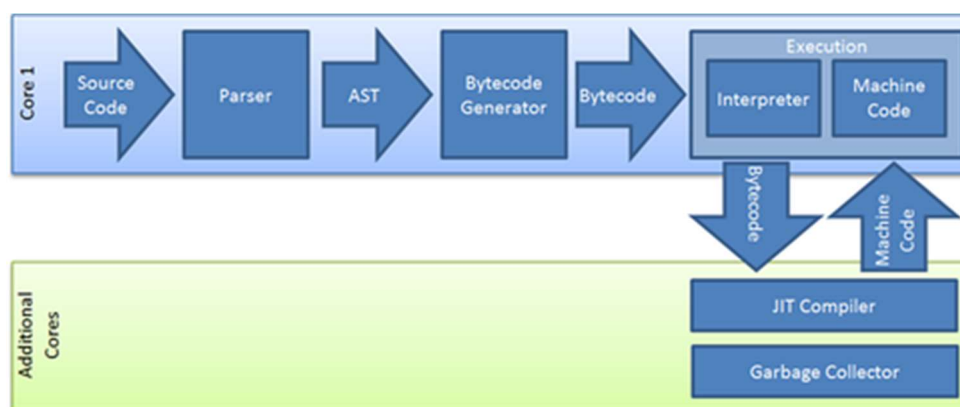 Core 1
Source
Code
Parser
AST
Bytecode
Generator
Bytecode
Execution
Interpreter
Machine
Code
Bytecode
Machine
Code
Additional
Cores
JIT Compiler
Garbage Collector